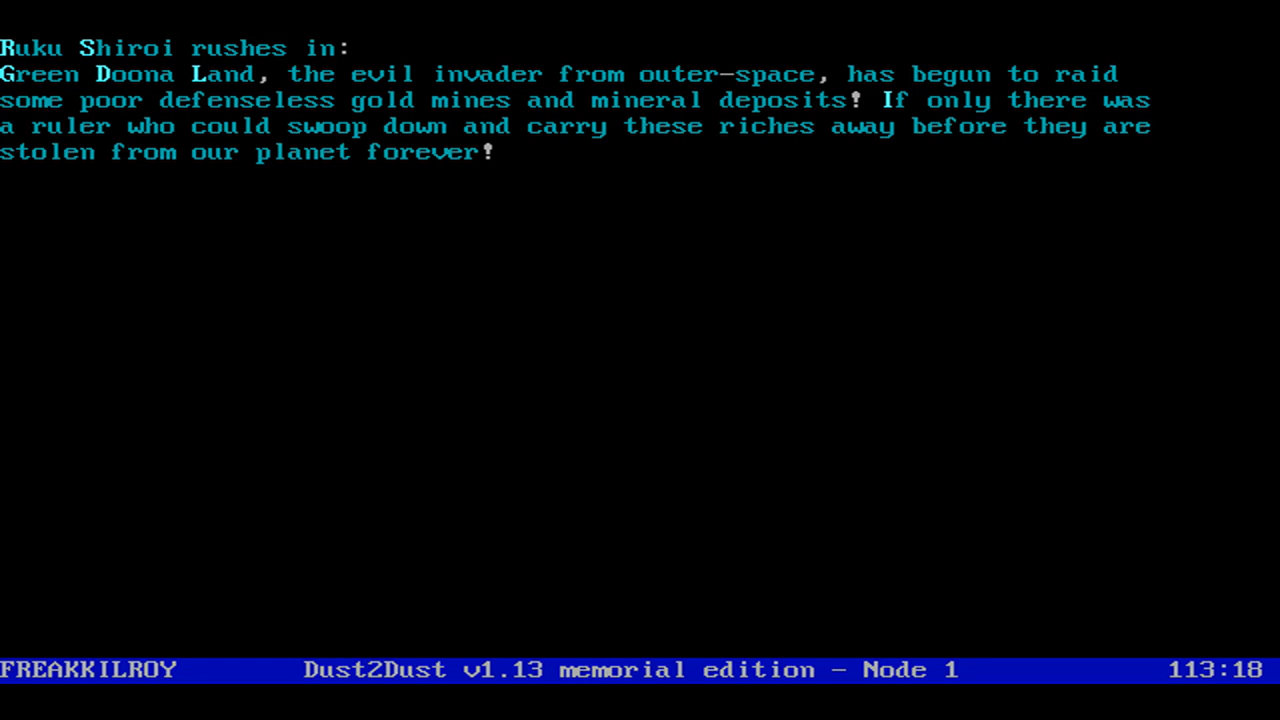 Ruku Shiroi rushes in:
Green Doona Land, the evil invader from outer-space, has begun to raid
some poor defenseless gold mines and mineral deposits! If only there was
a ruler who could swoop down and carry these riches away before they are
stolen from our planet forever!
FREAKKILROY Dust2Dust v1.13 memorial edition - Node 1 113:18